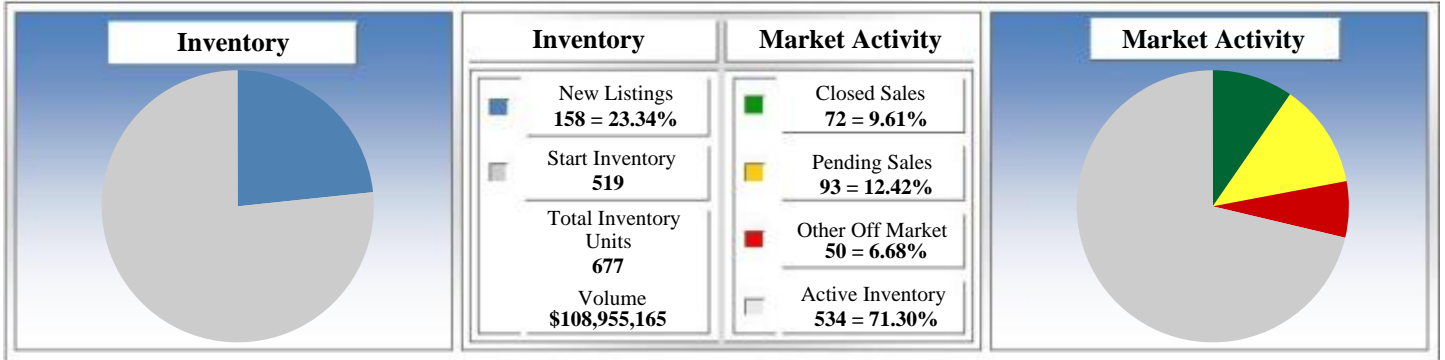 Inventory
Inventory
Market Activity
New Listings
158 = 23.34%
Start Inventory
519
Total Inventory
Units
677
Volume
$108,955,165
Closed Sales
72 = 9.61%
Pending Sales
93 = 12.42%
Other Off Market
50 = 6.68%
Active Inventory
534 = 71.30%
Market Activity